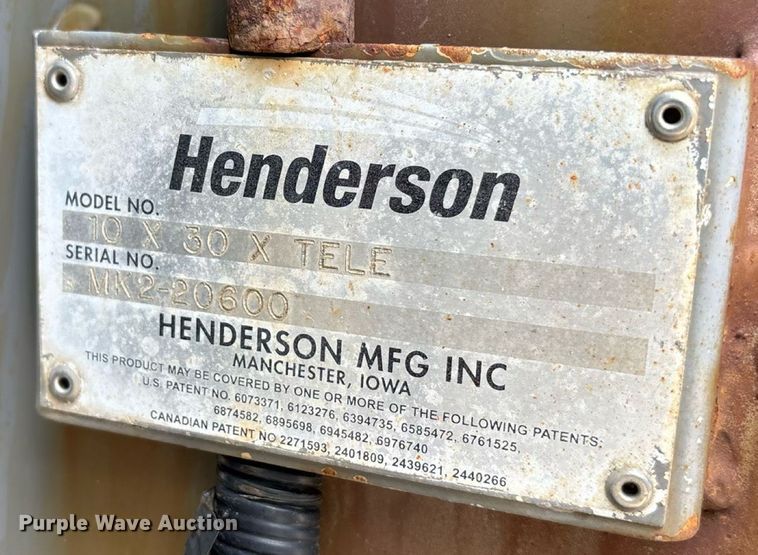 Henderson
MODEL NO.
10 X 30 X TELE
SERIAL NO.
MK2-20600
HENDERSON MFG INC
MANCHESTER, IOWA
THIS PRODUCT MAY BE COVERED BY ONE OR MORE OF THE FOLLOWING PATENTS:
U.S. PATENT NO. 6073371, 6123276, 6394735, 6585472, 6761525,
6874582, 6895698, 6945482, 6976740
CANADIAN PATENT NO 2271593, 2401809, 2439621, 2440266
Purple Wave Auction